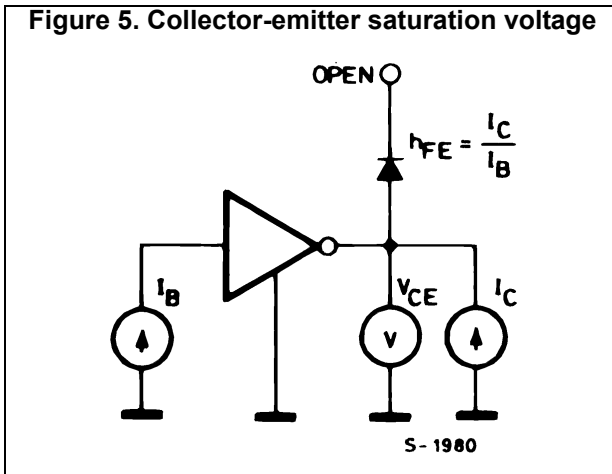 Figure 5. Collector-emitter saturation voltage
OPEN
hFE = IC
IB
IB
VCE
IC
V
S-1980